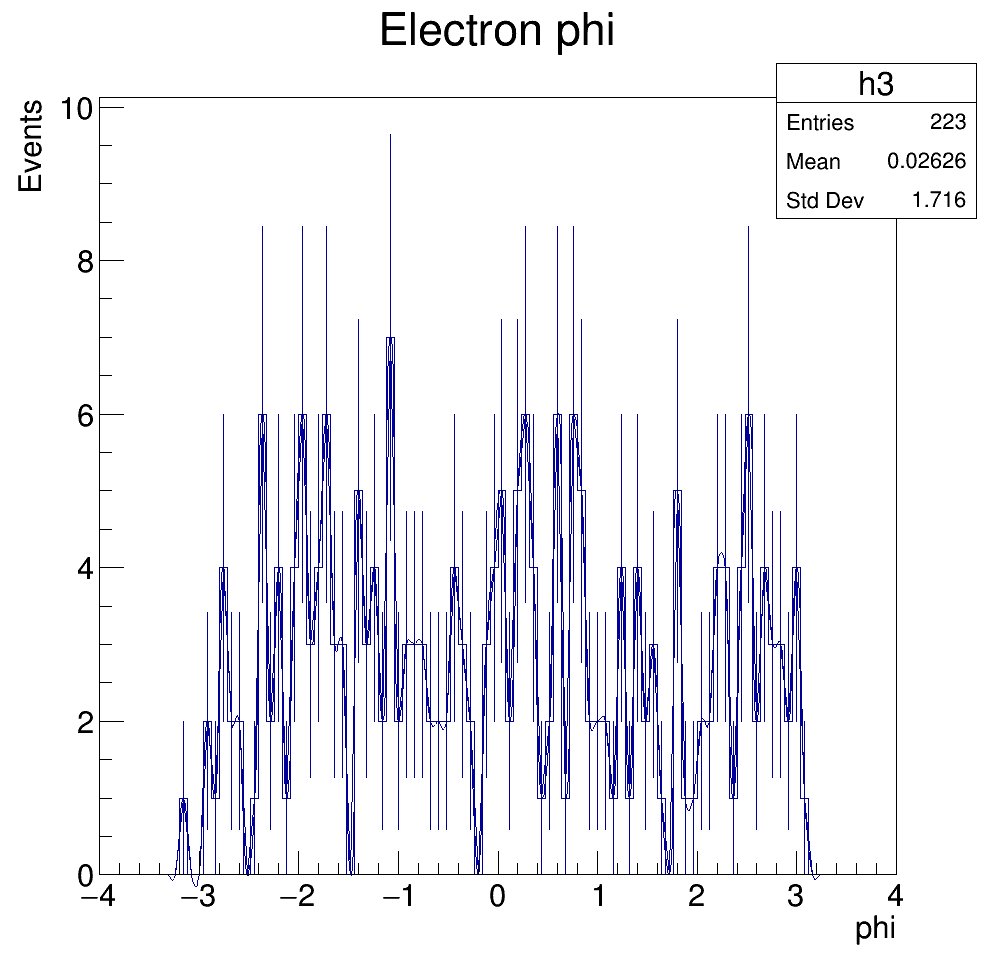 Electron phi
h3
Entries 223
Mean 0.02626
Std Dev 1.716
Events
10
8
6
4
2
0
−4 −3 −2 −1 0 1 2 3 4
phi